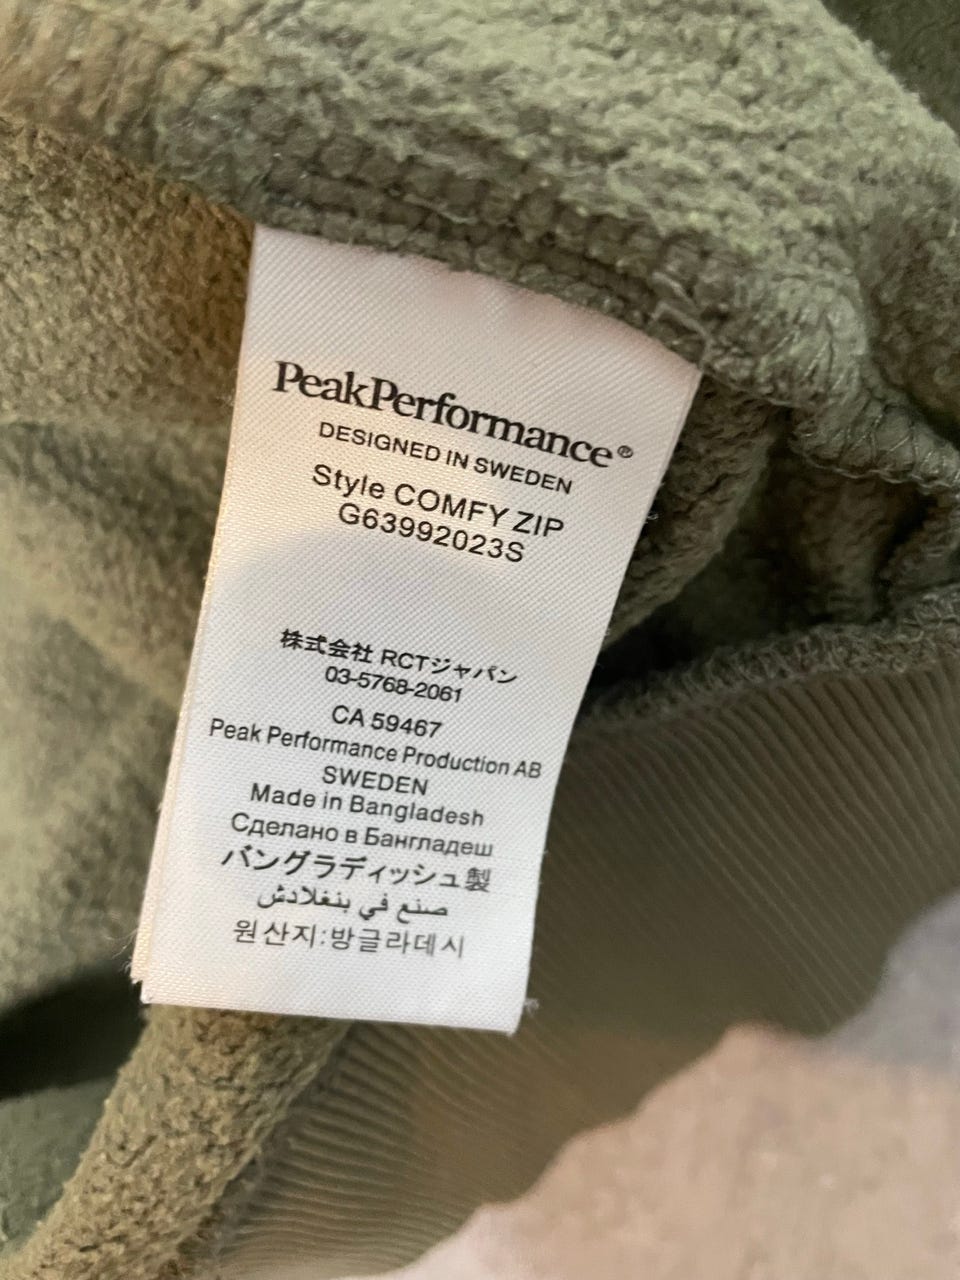 PeakPerformance®
DESIGNED IN SWEDEN
Style COMFY ZIP
G63992023S
株式会社 RCTジャパン
03-5768-2061
CA 59467
Peak Performance Production AB
SWEDEN
Made in Bangladesh
Сделано в Бангладеш
バングラディッシュ製
صنع في بنغلادش
원산지:방글라데시